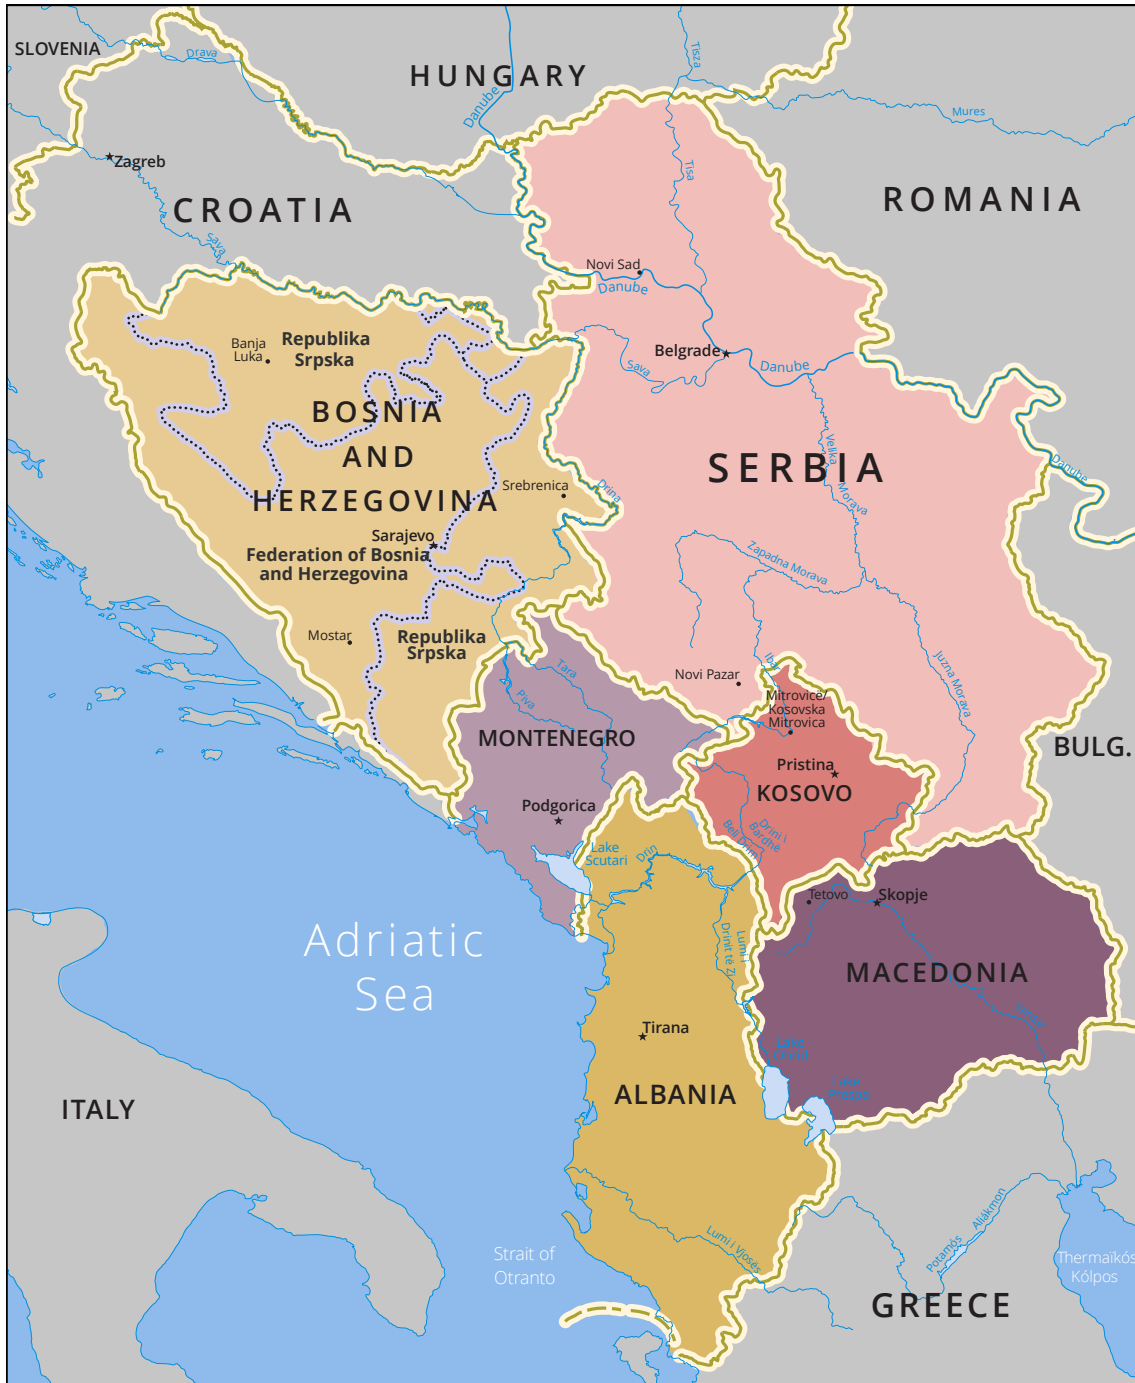 SLOVENIA
Drava
HUNGARY
Danube
Tisza
Mures
Zagreb
CROATIA
Sava
Tisa
ROMANIA
Novi Sad
Danube
Banja
Luka
Republika
Srpska
Belgrade
Sava
Danube
BOSNIA
AND
HERZEGOVINA
SERBIA
Velika
Morava
Danube
Srebrenica
Drina
Sarajevo
Federation of Bosnia
and Herzegovina
Zapadna Morava
Mostar
Republika
Srpska
Tara
Piva
Novi Pazar
Ibar
Juzna Morava
Mitrovicë/
Kosovska
Mitrovica
MONTENEGRO
BULG.
Pristina
KOSOVO
Podgorica
Drini i
Bardhë
Beli Drim
Lake
Scutari
Drin
Tetovo
Skopje
Lumi i
Drinit të Zi
Adriatic
Sea
MACEDONIA
Vardar
Tirana
Lake
Ohrid
Lake
Prespa
ITALY
ALBANIA
Strait of
Otranto
Lumi i Vjosës
Potamós
Aliákmon
Thermaïkós
Kólpos
GREECE